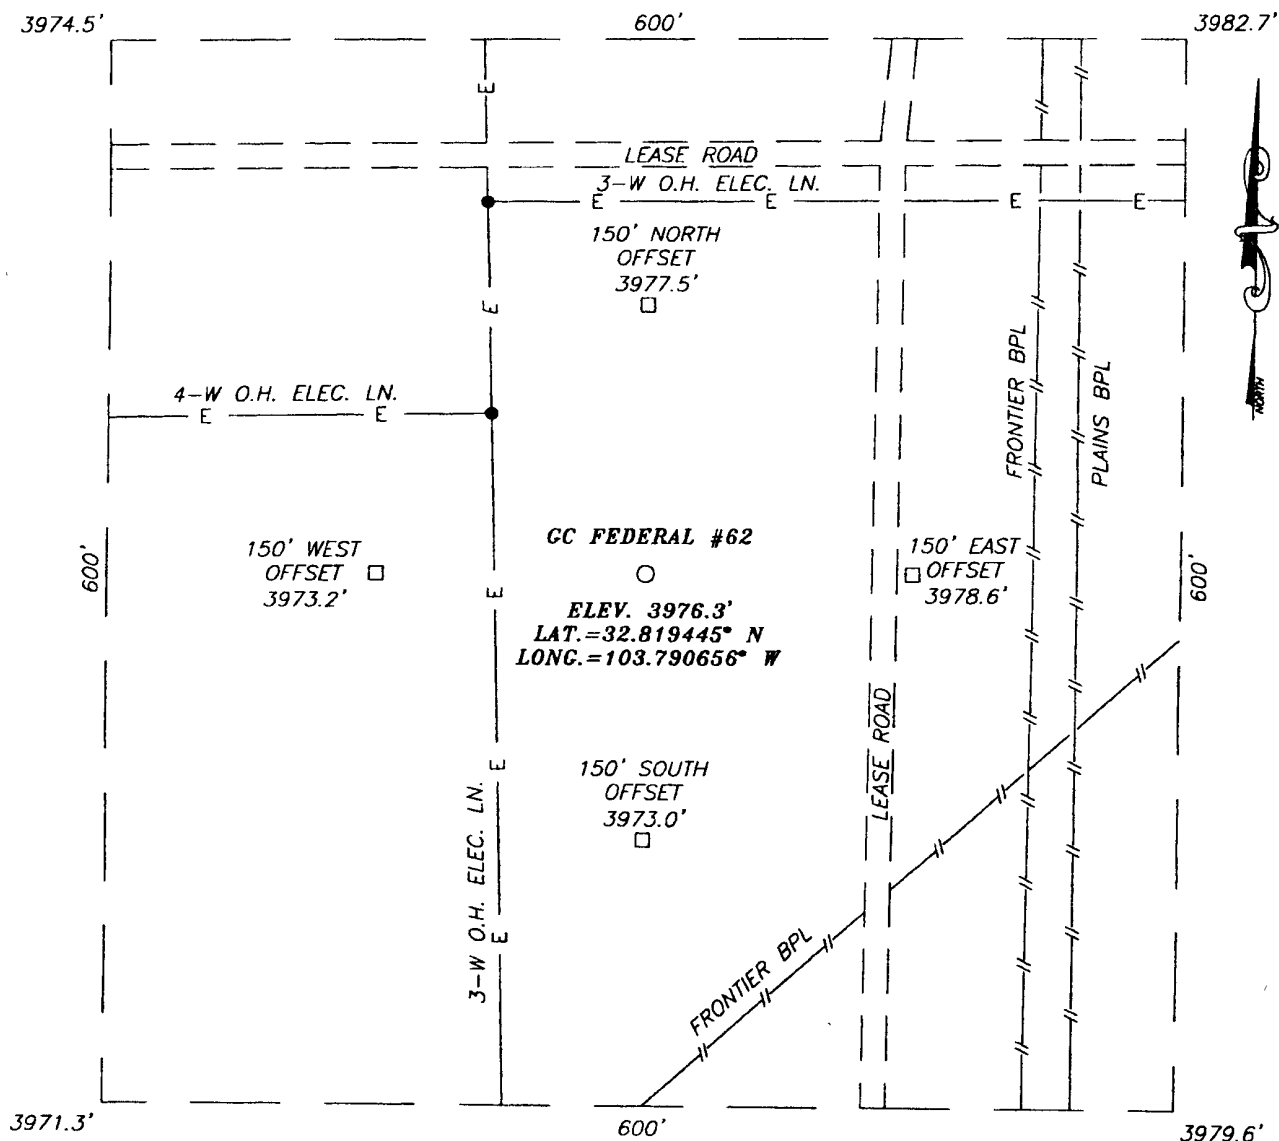 3974.5'
600'
3982.7'
E
LEASE ROAD
3-W O.H. ELEC. LN.
E
E
E
E
150' NORTH
OFFSET
3977.5'
E
4-W O.H. ELEC. LN.
E
E
FRONTIER BPL
PLAINS BPL
NORTH
600'
150' WEST
OFFSET
3973.2'
GC FEDERAL #62
ELEV. 3976.3'
LAT.=32.819445° N
LONG.=103.790656° W
150' EAST
OFFSET
3978.6'
600'
E
E
150' SOUTH
OFFSET
3973.0'
LEASE ROAD
3-W O.H. ELEC. LN.
E
FRONTIER BPL
3971.3'
600'
3979.6'